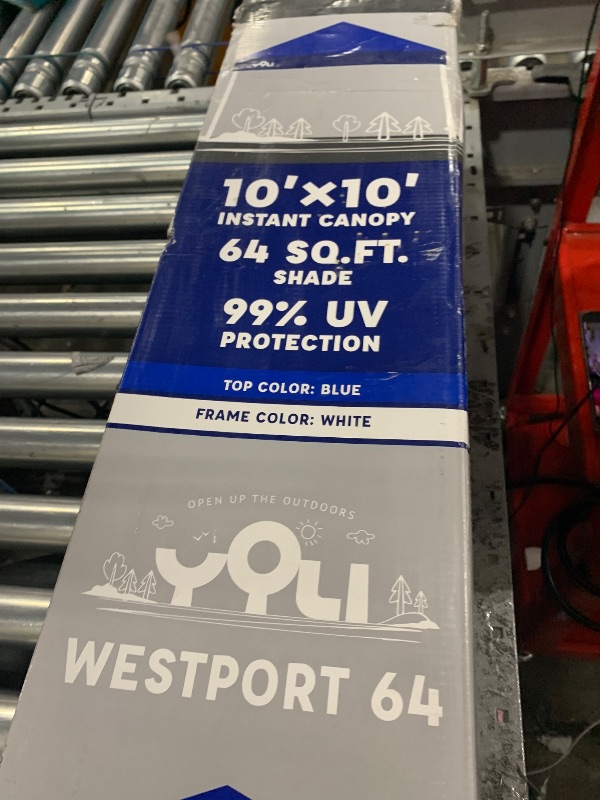 YOLI
10'×10'
INSTANT CANOPY
64 SQ.FT.
SHADE
99% UV
PROTECTION
TOP COLOR: BLUE
FRAME COLOR: WHITE
OPEN UP THE OUTDOORS
YOLI
WESTPORT 64